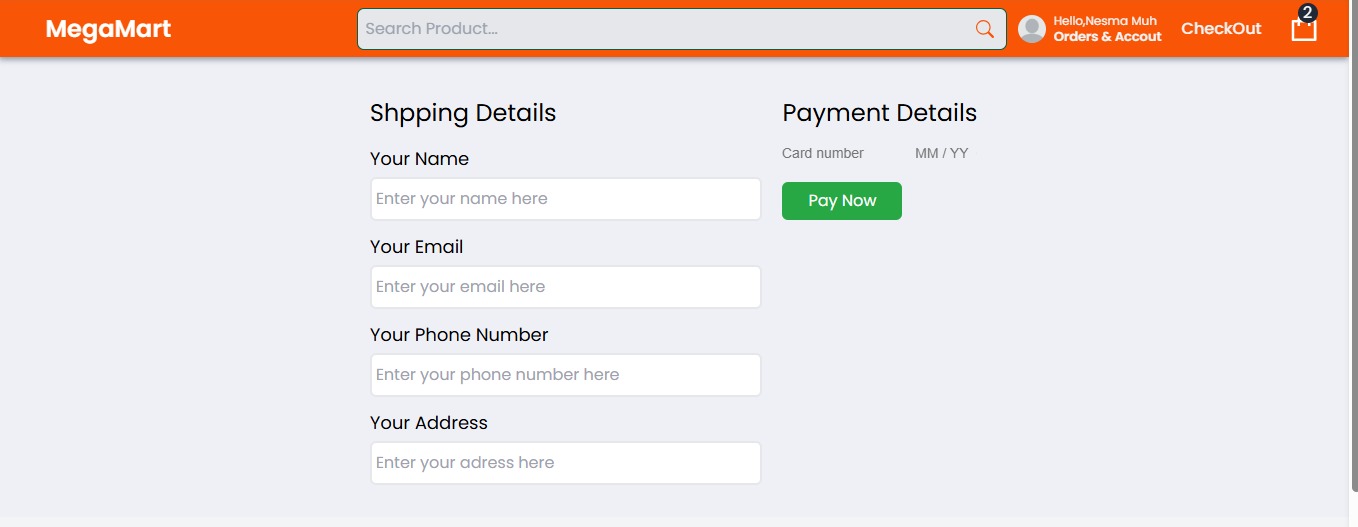 MegaMart
Search Product...
Hello,Nesma Muh
Orders & Accout
CheckOut
2
Shpping Details
Your Name
Enter your name here
Your Email
Enter your email here
Your Phone Number
Enter your phone number here
Your Address
Enter your adress here
Payment Details
Card number MM / YY
Pay Now